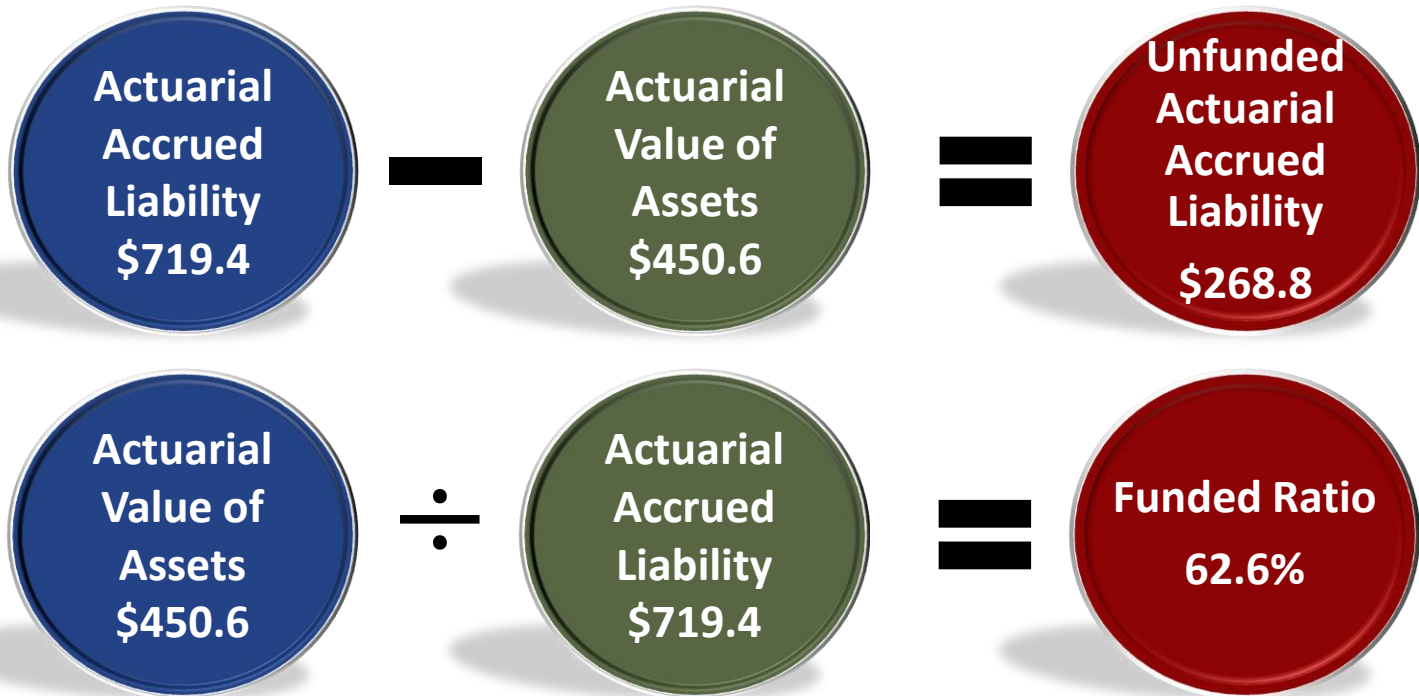 Actuarial
Accrued
Liability
$719.4
−
Actuarial
Value of
Assets
$450.6
=
Unfunded
Actuarial
Accrued
Liability
$268.8
Actuarial
Value of
Assets
$450.6
÷
Actuarial
Accrued
Liability
$719.4
=
Funded Ratio
62.6%